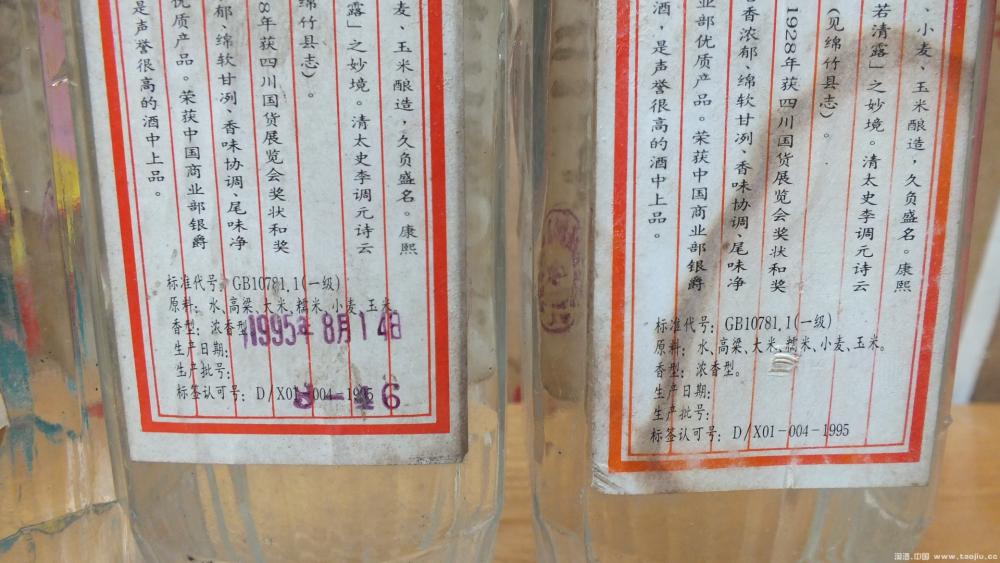 麦、玉米酿造，久负盛名。康熙
露」之妙境。清太史李调元诗云
绵竹县志）。
8年获四川国货展览会奖状和奖
郁、绵软甘洌、香味协调、尾味净
优质产品。荣获中国商业部银爵
是声誉很高的酒中上品。
标准代号：GB10781.1(一级)
原料：水、高梁、大米、糯米、小麦、玉米
香型：浓香型
1995年8月14日
生产日期：
生产批号：
标签认可号：D/X01-004-1995
-46
、小麦、玉米酿造，久负盛名。康熙
若清露」之妙境。清太史李调元诗云
（见绵竹县志）。
1928年获四川国货展览会奖状和奖
香浓郁、绵软甘洌、香味协调、尾味净
业部优质产品。荣获中国商业部银爵
酒，是声誉很高的酒中上品。
标准代号：GB10781.1(一级)
原料：水、高梁、大米、糯米、小麦、玉米。
香型：浓香型。
生产日期：
生产批号：
标签认可号：D/X01-004-1995
淘酒.中国 www.taojiu.cc